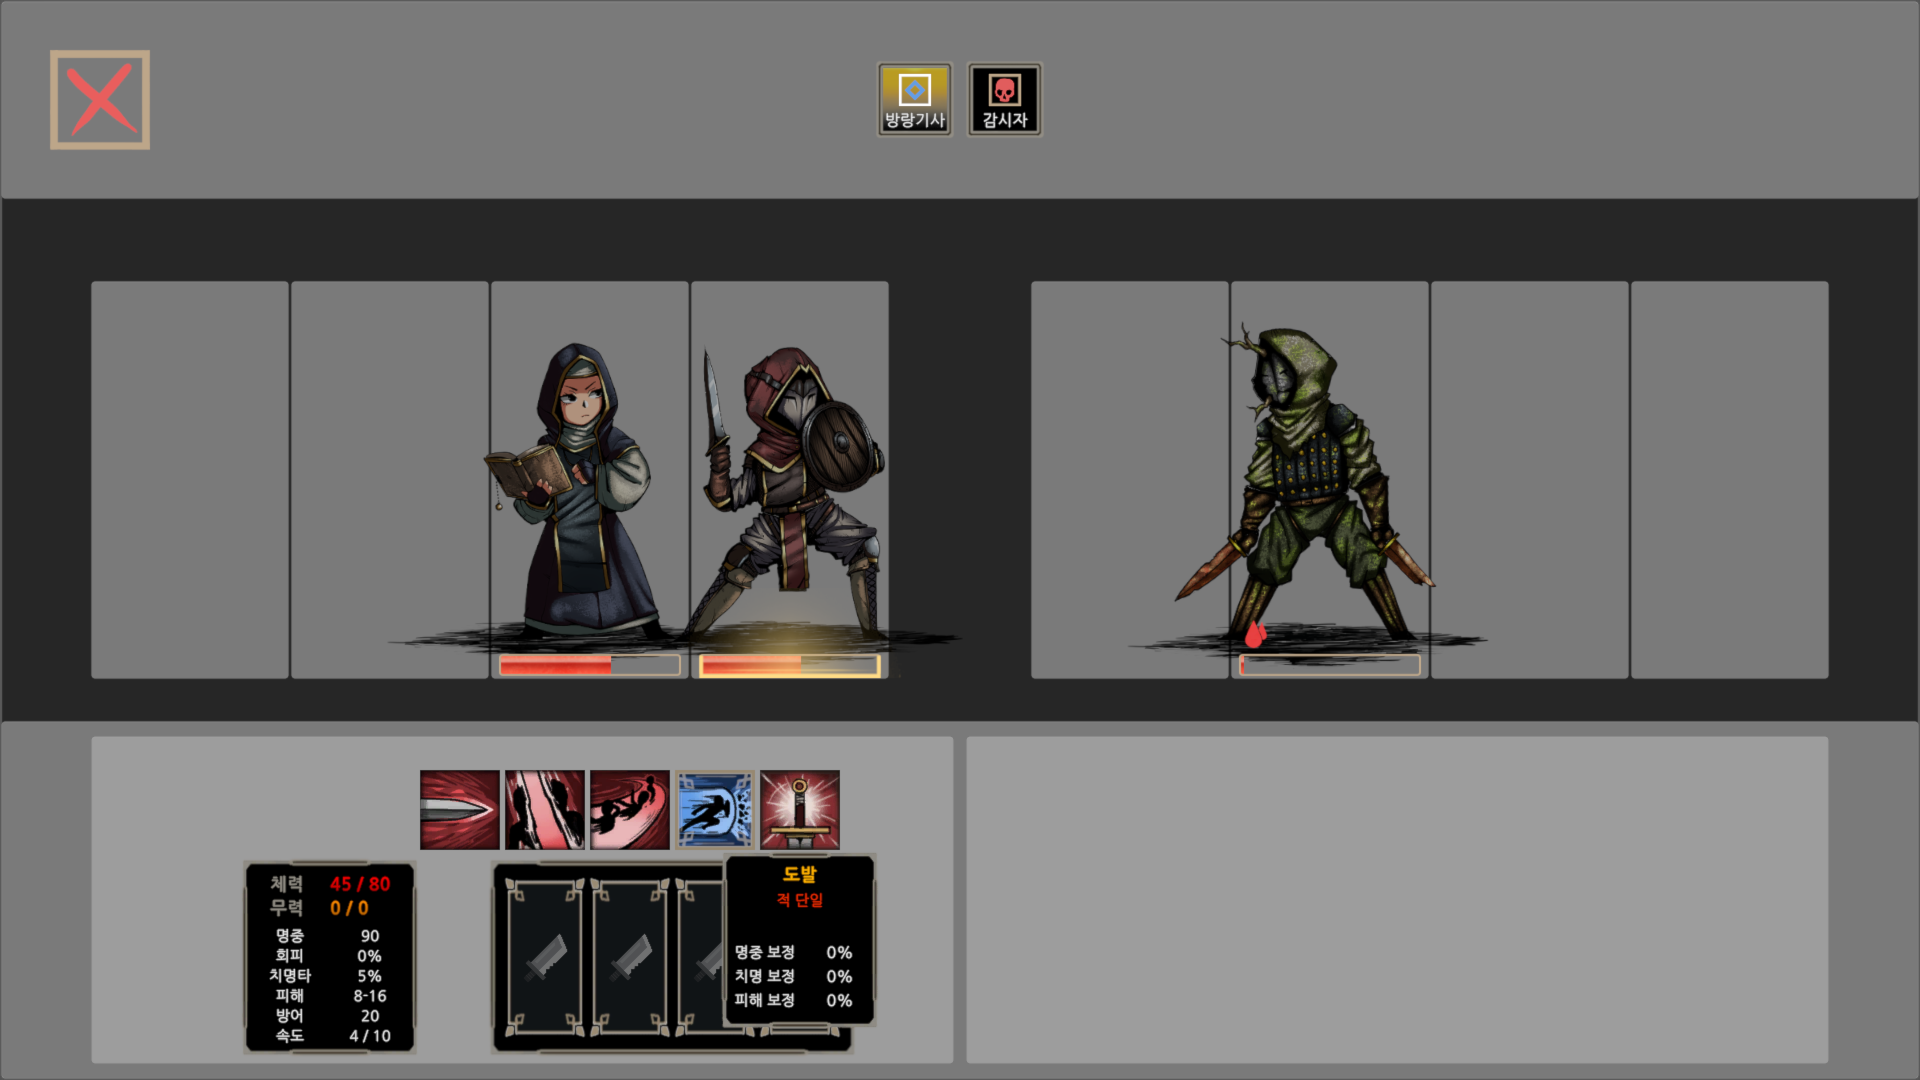 방랑기사
감시자
체력 45 / 80
무력 0 / 0
명중 90
회피 0%
치명타 5%
피해 8-16
방어 20
속도 4 / 10
도발
적 단일
명중 보정 0%
치명 보정 0%
피해 보정 0%